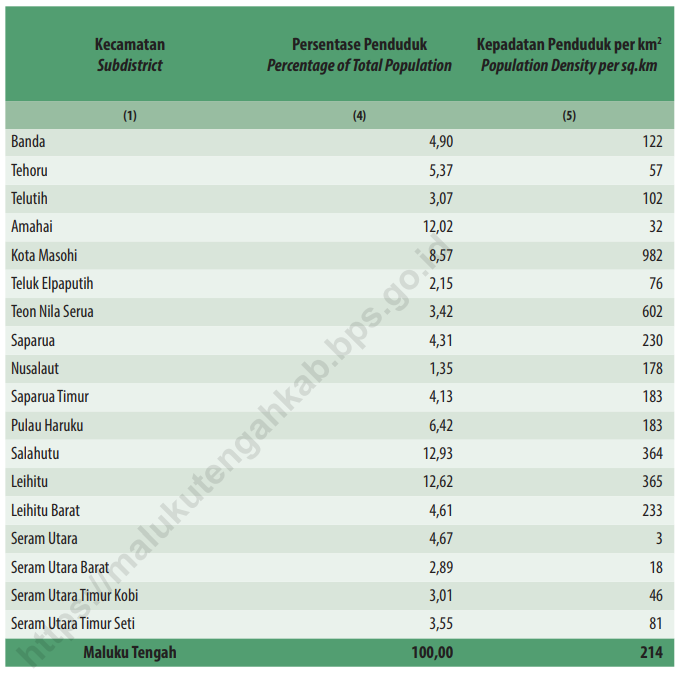 Kecamatan Persentase Penduduk Kepadatan Penduduk per km²
Subdistrict Percentage of Total Population Population Density per sq.km
(1) (4) (5)
Banda 4,90 122
Tehoru 5,37 57
Telutih 3,07 102
Amahai 12,02 32
Kota Masohi 8,57 982
Teluk Elpaputih 2,15 76
Teon Nila Serua 3,42 602
Saparua 4,31 230
Nusalaut 1,35 178
Saparua Timur 4,13 183
Pulau Haruku 6,42 183
Salahutu 12,93 364
Leihitu 12,62 365
Leihitu Barat 4,61 233
Seram Utara 4,67 3
Seram Utara Barat 2,89 18
Seram Utara Timur Kobi 3,01 46
Seram Utara Timur Seti 3,55 81
Maluku Tengah 100,00 214
https://malukutengahkab.bps.go.id